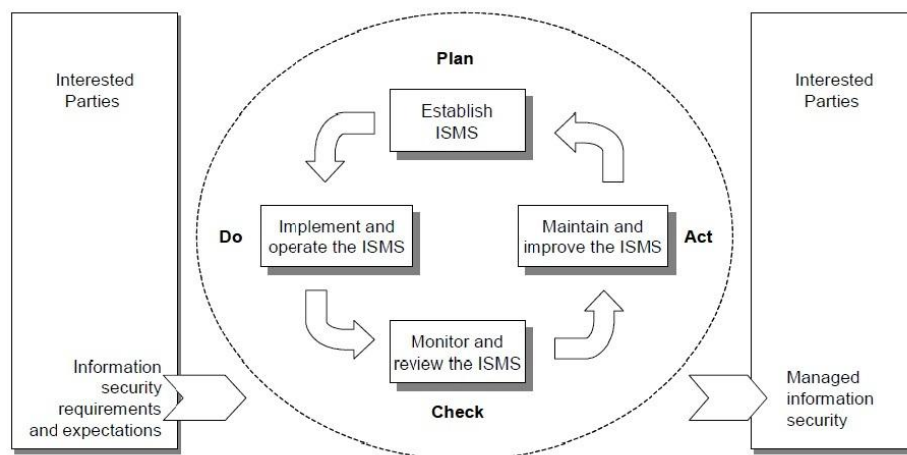 Interested
Parties
Information
security
requirements
and expectations
Plan
Establish
ISMS
Do
Implement and
operate the ISMS
Maintain and
improve the ISMS
Act
Monitor and
review the ISMS
Check
Interested
Parties
Managed
information
security